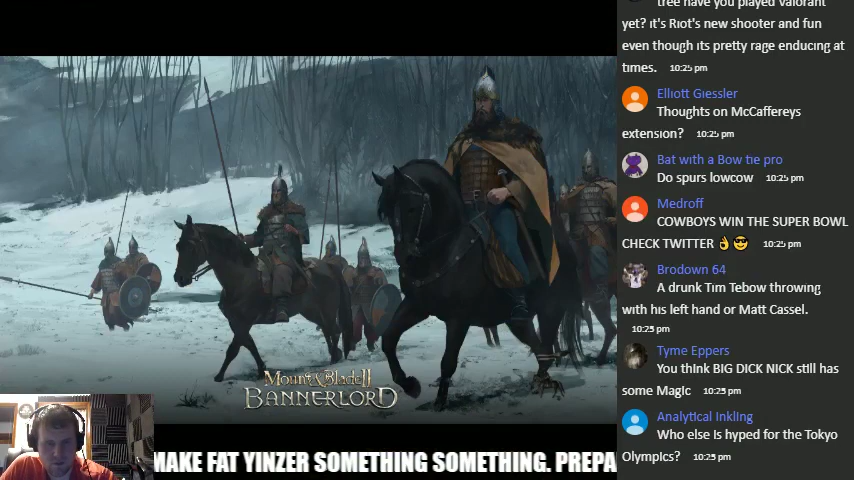 tree have you played Valorant
yet? it's Riot's new shooter and fun
even though its pretty rage enducing at
times. 10:25 pm
Elliott Giessler
Thoughts on McCaffereys
extension? 10:25 pm
Bat with a Bow tie pro
Do spurs lowcow 10:25 pm
Medroff
COWBOYS WIN THE SUPER BOWL
CHECK TWITTER 👌😎 10:25 pm
Brodown 64
A drunk Tim Tebow throwing
with his left hand or Matt Cassel.
10:25 pm
Tyme Eppers
You think BIG DICK NICK still has
some Magic 10:25 pm
Analytical Inkling
Who else is hyped for the Tokyo
Olympics? 10:25 pm
Mount & Blade II
BANNERLORD
MAKE FAT YINZER SOMETHING SOMETHING. PREPA